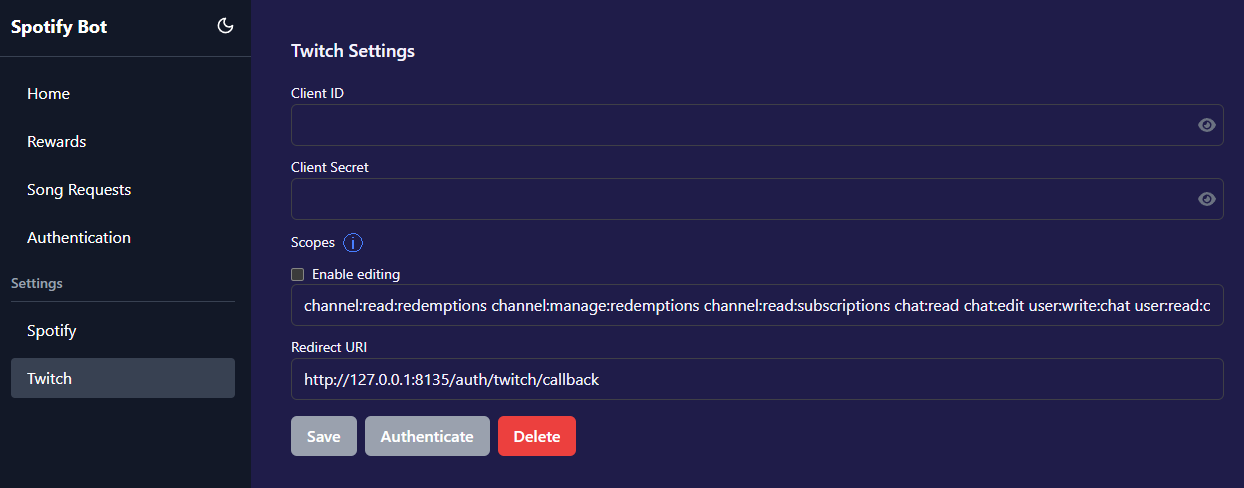 Spotify Bot
Home
Rewards
Song Requests
Authentication
Settings
Spotify
Twitch
Twitch Settings
Client ID
Client Secret
Scopes
Enable editing
channel:read:redemptions channel:manage:redemptions channel:read:subscriptions chat:read chat:edit user:write:chat user:read:c
Redirect URI
http://127.0.0.1:8135/auth/twitch/callback
Save Authenticate Delete